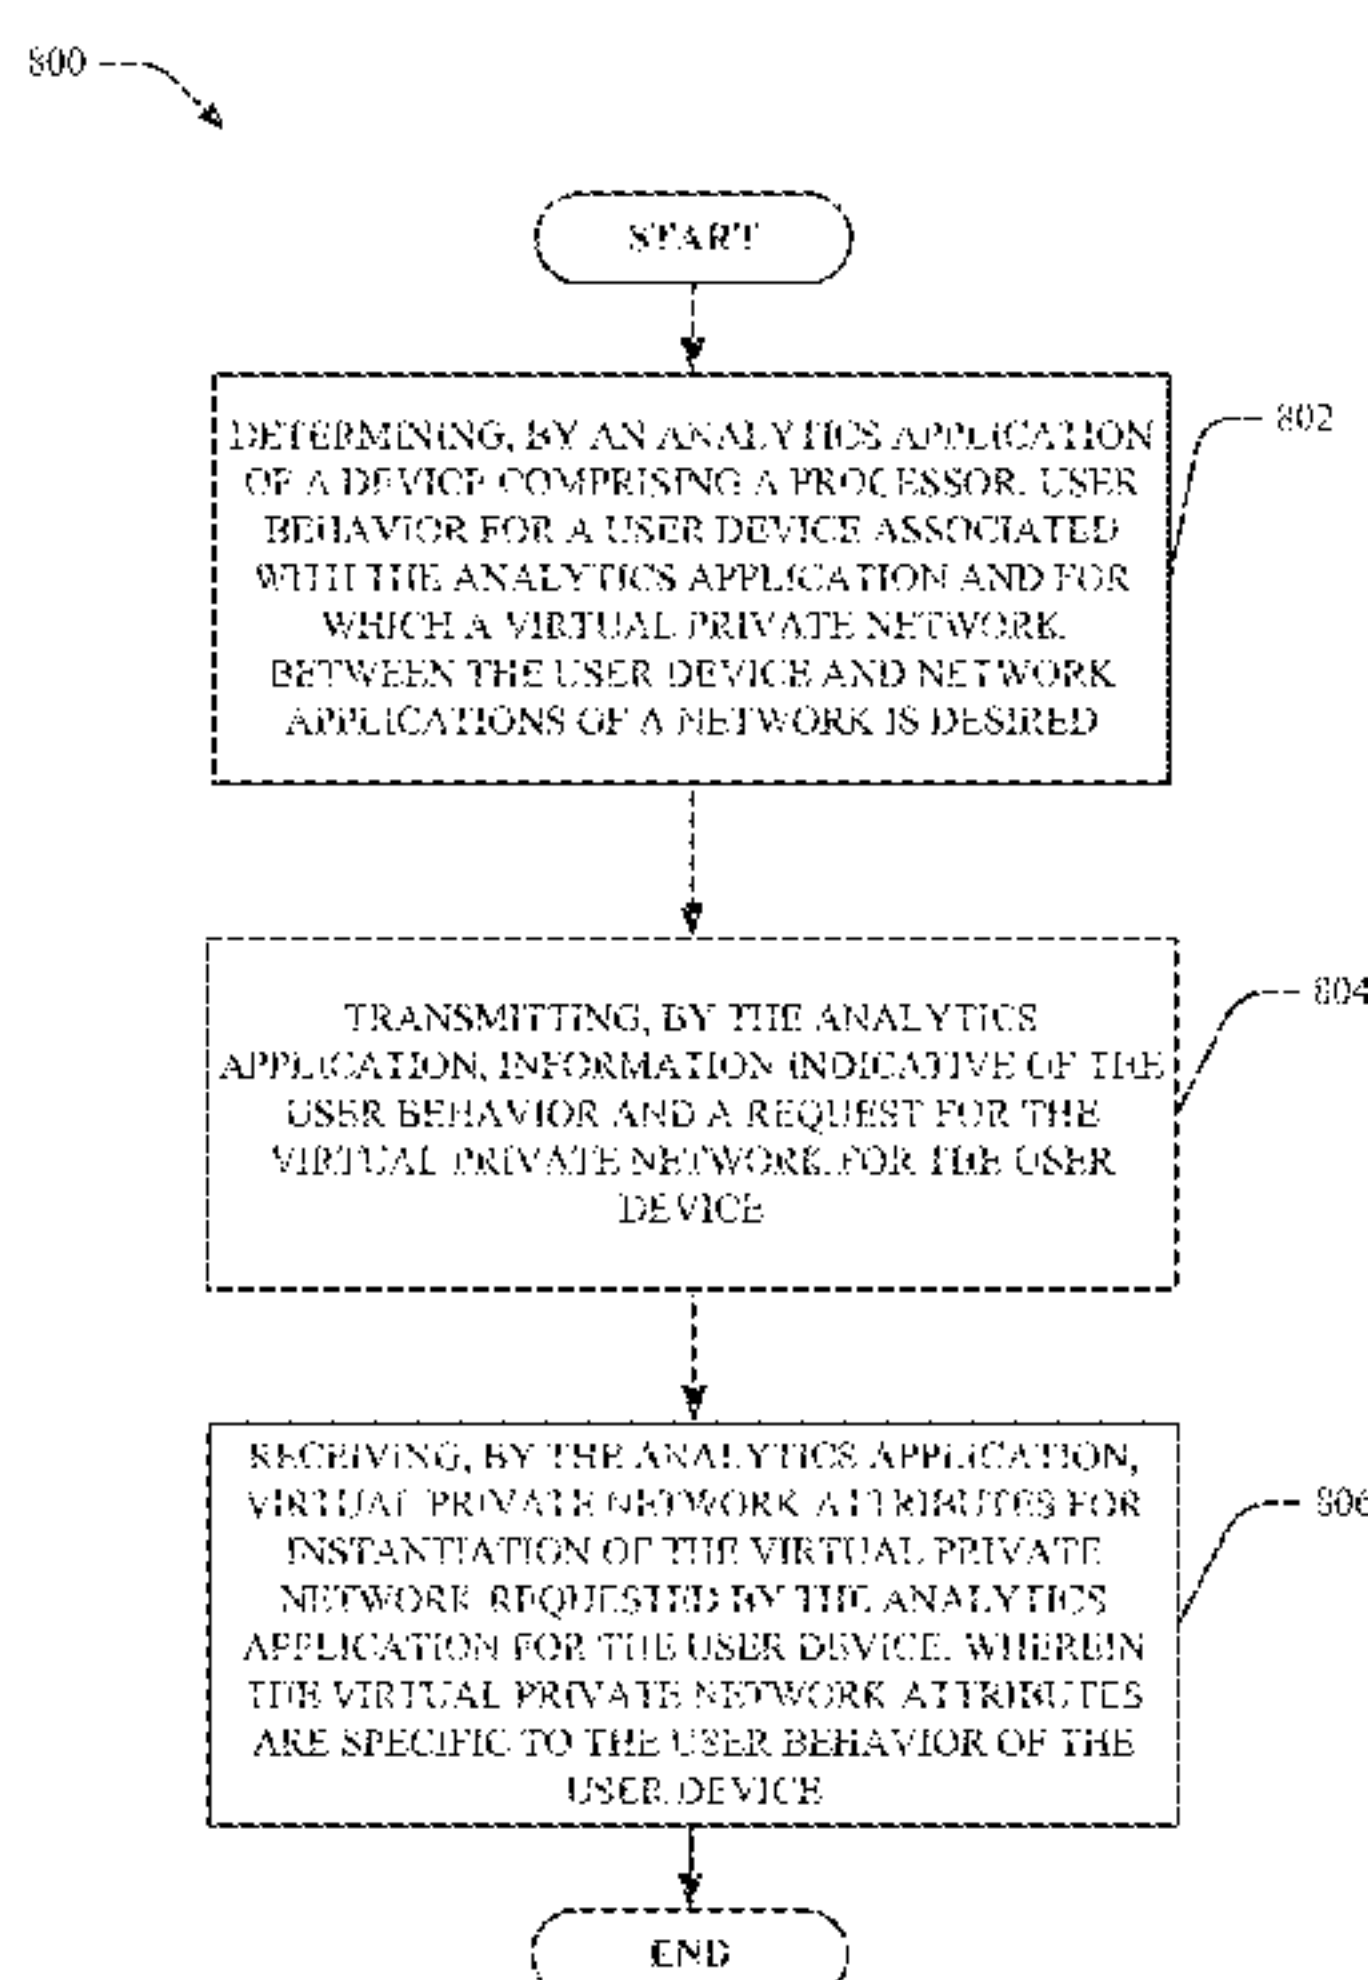 800
START
DETERMINING, BY AN ANALYTICS APPLICATION
OF A DEVICE COMPRISING A PROCESSOR, USER
BEHAVIOR FOR A USER DEVICE ASSOCIATED
WITH THE ANALYTICS APPLICATION AND FOR
WHICH A VIRTUAL PRIVATE NETWORK
BETWEEN THE USER DEVICE AND NETWORK
APPLICATIONS OF A NETWORK IS DESIRED
802
TRANSMITTING, BY THE ANALYTICS
APPLICATION, INFORMATION INDICATIVE OF THE
USER BEHAVIOR AND A REQUEST FOR THE
VIRTUAL PRIVATE NETWORK FOR THE USER
DEVICE
804
RECEIVING, BY THE ANALYTICS APPLICATION,
VIRTUAL PRIVATE NETWORK ATTRIBUTES FOR
INSTANTIATION OF THE VIRTUAL PRIVATE
NETWORK REQUESTED BY THE ANALYTICS
APPLICATION FOR THE USER DEVICE, WHEREIN
THE VIRTUAL PRIVATE NETWORK ATTRIBUTES
ARE SPECIFIC TO THE USER BEHAVIOR OF THE
USER DEVICE
806
END